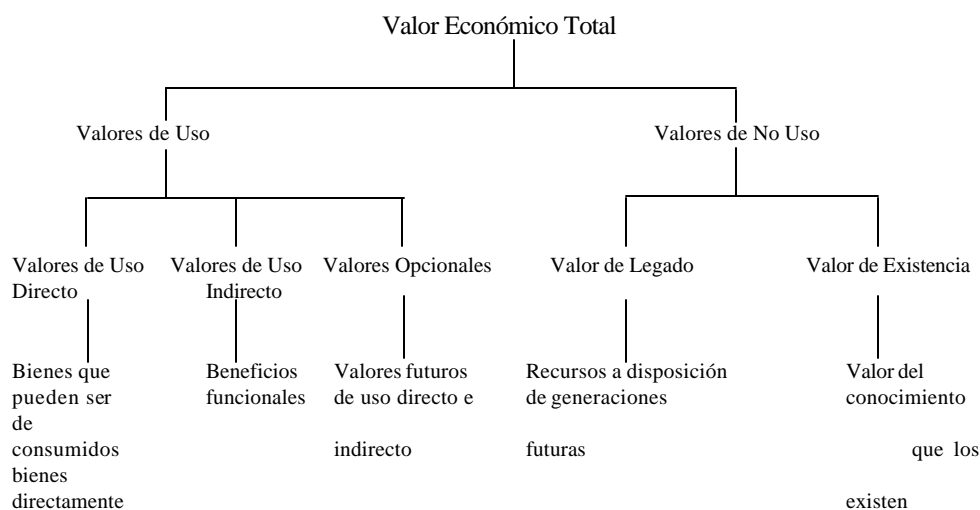 Valor Económico Total
Valores de Uso
Valores de No Uso
Valores de Uso
Directo
Valores de Uso
Indirecto
Valores Opcionales
Valor de Legado
Valor de Existencia
Bienes que
pueden ser
de
consumidos
bienes
directamente
Beneficios
funcionales
Valores futuros
de uso directo e
indirecto
Recursos a disposición
de generaciones
futuras
Valor del
conocimiento
que los
existen